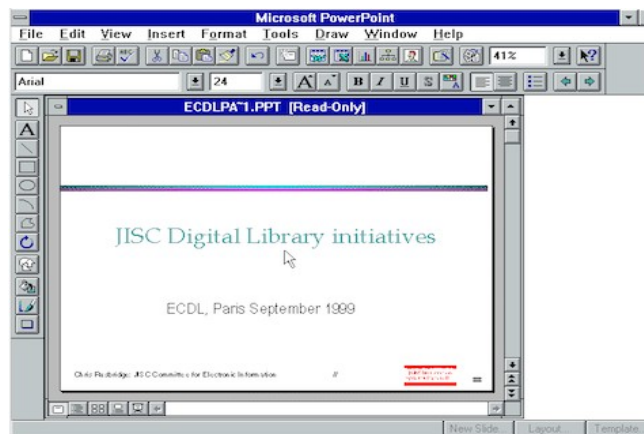 Microsoft PowerPoint
File Edit View Insert Format Tools Draw Window Help
41%
Arial 24 A A B I U S
ECDLPA~1.PPT [Read-Only]
A
JISC Digital Library initiatives
ECDL, Paris September 1999
Chris Rusbridge: JISC Committee for Electronic Information
New Slide... Layout... Template